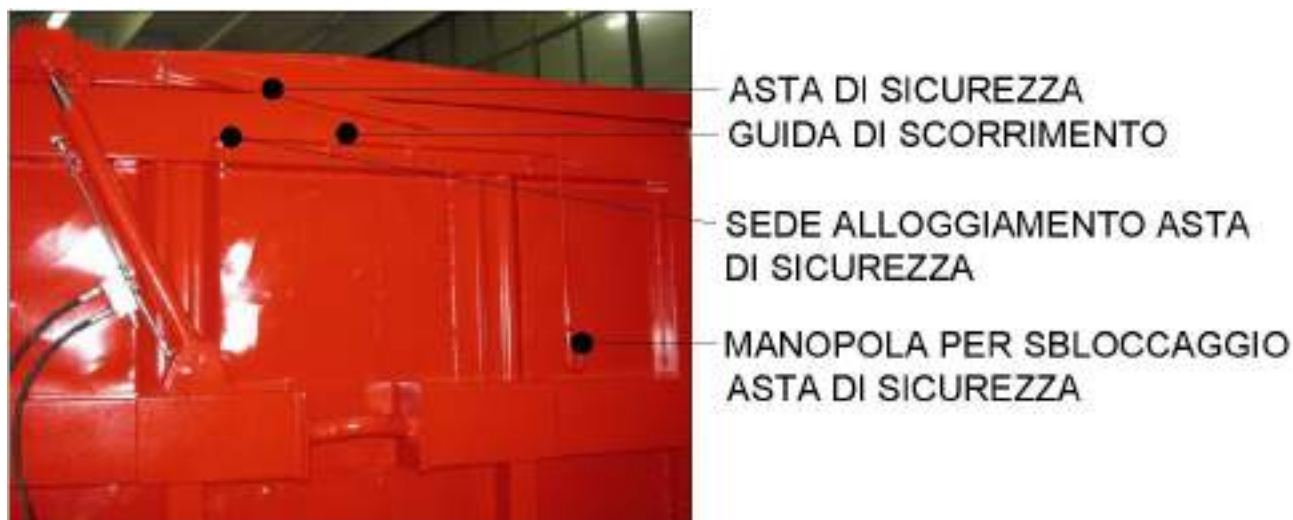 ASTA DI SICUREZZA
GUIDA DI SCORRIMENTO
SEDE ALLOGGIAMENTO ASTA
DI SICUREZZA
MANOPOLA PER SBLOCCAGGIO
ASTA DI SICUREZZA